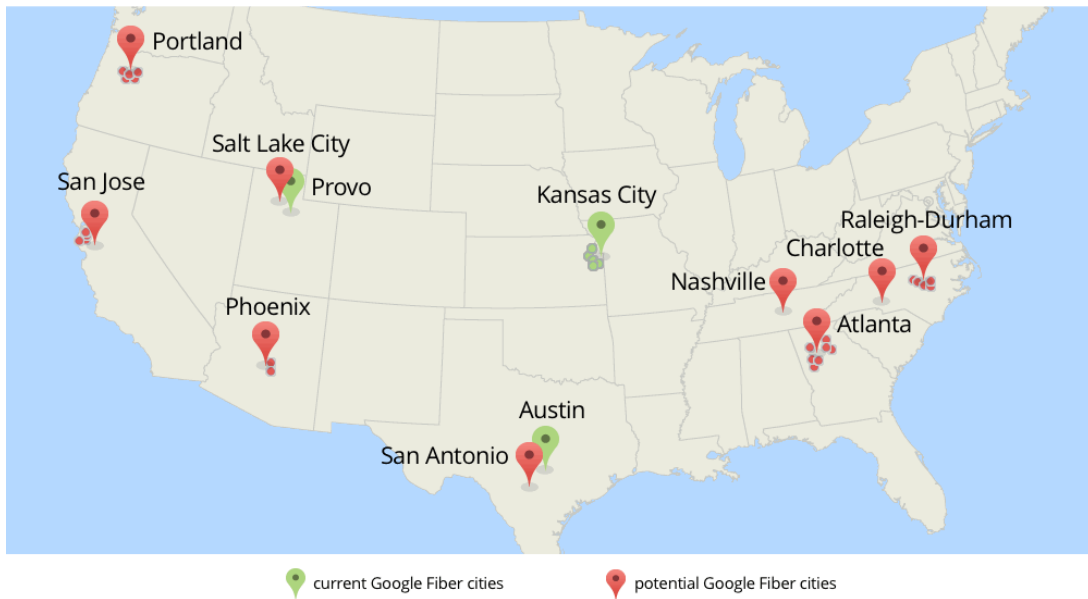 Portland
Salt Lake City
Provo
San Jose
Kansas City
Raleigh-Durham
Charlotte
Nashville
Phoenix
Atlanta
Austin
San Antonio
current Google Fiber cities
potential Google Fiber cities